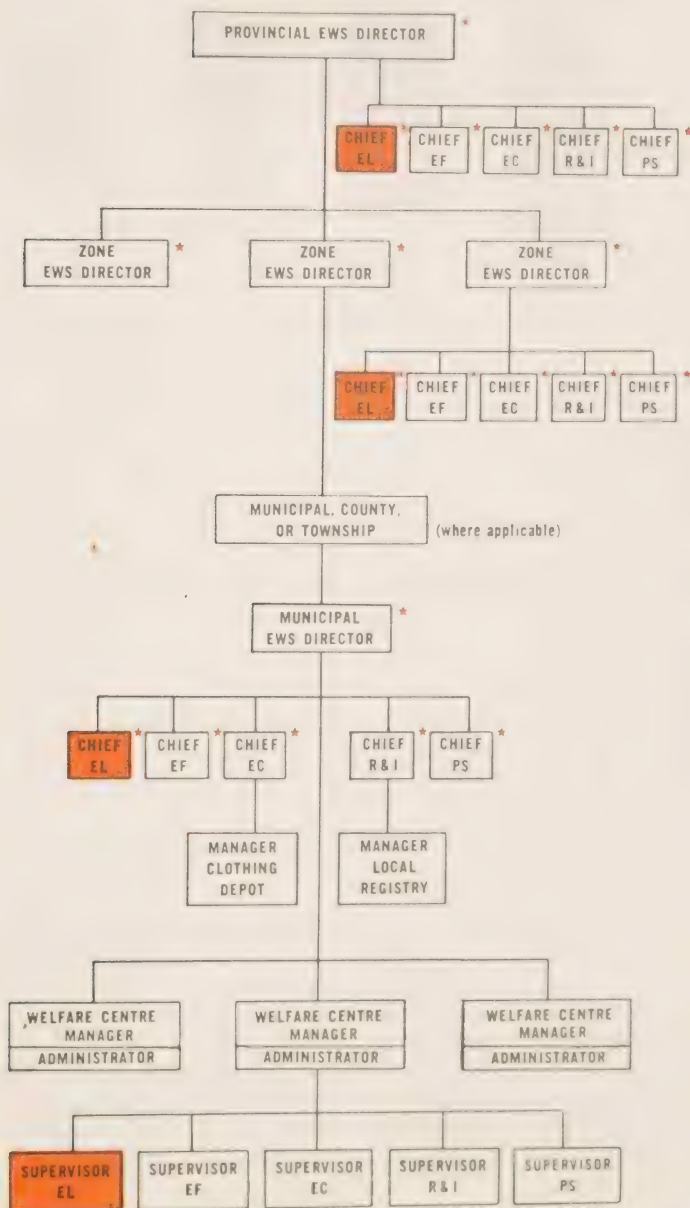 PROVINCIAL EWS DIRECTOR *
CHIEF EL * CHIEF EF * CHIEF EC * CHIEF R & I * CHIEF PS *
ZONE EWS DIRECTOR * ZONE EWS DIRECTOR * ZONE EWS DIRECTOR *
CHIEF EL * CHIEF EF * CHIEF EC * CHIEF R & I * CHIEF PS *
MUNICIPAL, COUNTY,
OR TOWNSHIP (where applicable)
MUNICIPAL *
EWS DIRECTOR
CHIEF EL * CHIEF EF * CHIEF EC * CHIEF R & I * CHIEF PS *
MANAGER CLOTHING DEPOT
MANAGER LOCAL REGISTRY
WELFARE CENTRE MANAGER
ADMINISTRATOR
WELFARE CENTRE MANAGER
ADMINISTRATOR
WELFARE CENTRE MANAGER
ADMINISTRATOR
SUPERVISOR EL SUPERVISOR EF SUPERVISOR EC SUPERVISOR R & I SUPERVISOR PS